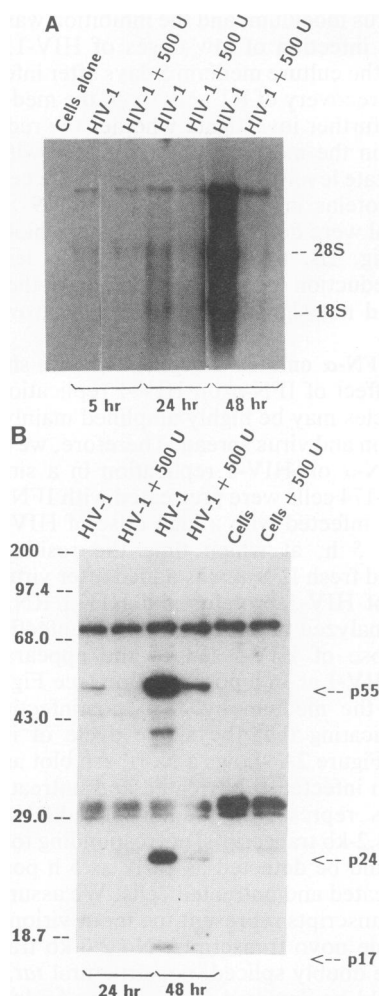 A
Cells alone
HIV-1
HIV-1 + 500 U
HIV-1
HIV-1 + 500 U
HIV-1
HIV-1 + 500 U
-- 28S
-- 18S
5 hr
24 hr
48 hr
B
HIV-1
HIV-1 + 500 U
HIV-1
HIV-1 + 500 U
Cells
Cells + 500 U
200 --
97.4 --
68.0 --
43.0 --
29.0 --
18.7 --
<-- p55
<-- p24
<-- p17
24 hr
48 hr